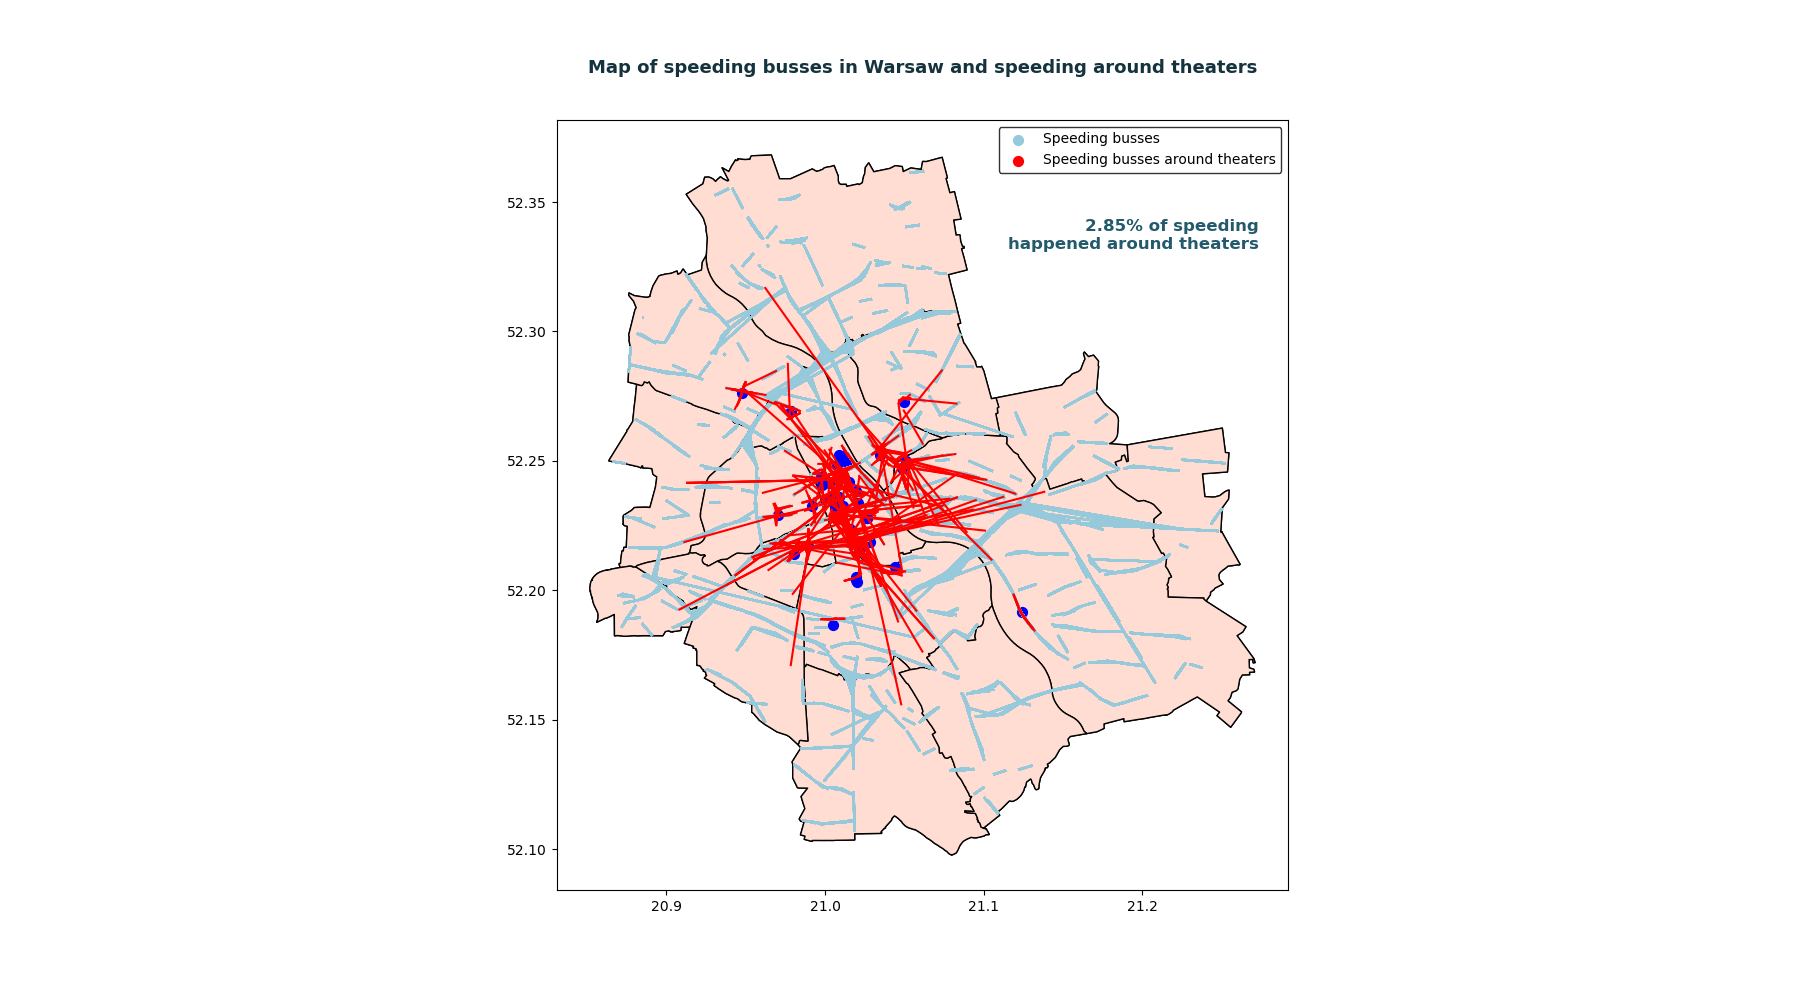 Map of speeding busses in Warsaw and speeding around theaters
Speeding busses
Speeding busses around theaters
2.85% of speeding
happened around theaters
52.35
52.30
52.25
52.20
52.15
52.10
20.9
21.0
21.1
21.2